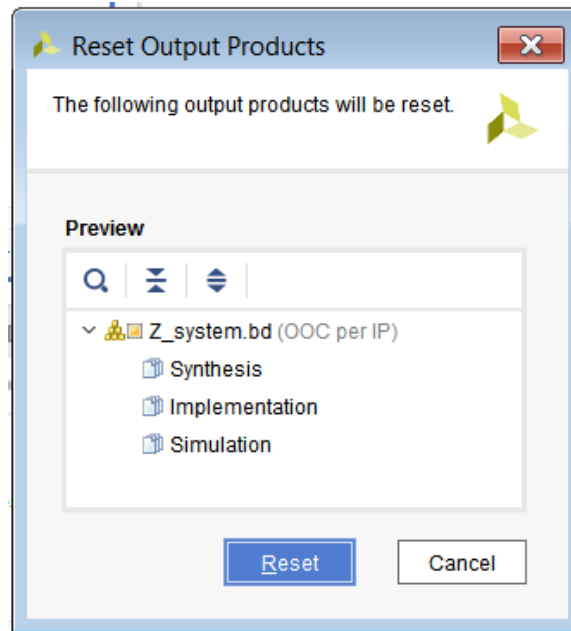 Reset Output Products
The following output products will be reset.
Preview
Z_system.bd (OOC per IP)
Synthesis
Implementation
Simulation
Reset
Cancel